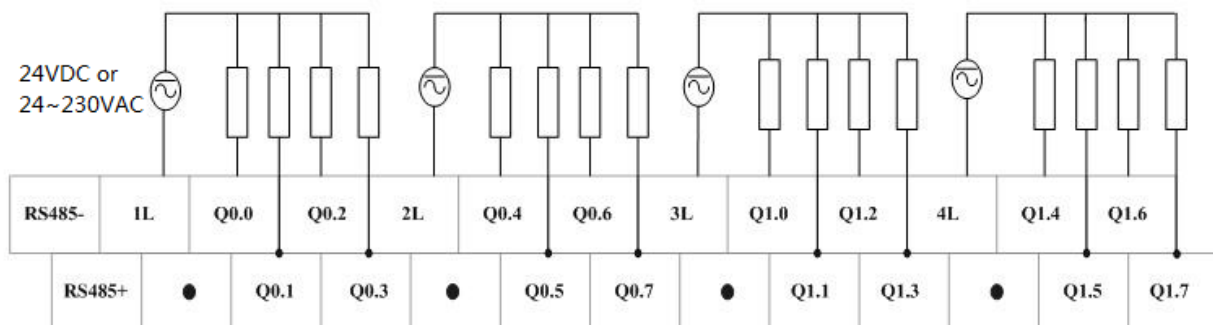 24VDC or
24~230VAC
RS485- 1L Q0.0 Q0.2 2L Q0.4 Q0.6 3L Q1.0 Q1.2 4L Q1.4 Q1.6
RS485+ ● Q0.1 Q0.3 ● Q0.5 Q0.7 ● Q1.1 Q1.3 ● Q1.5 Q1.7